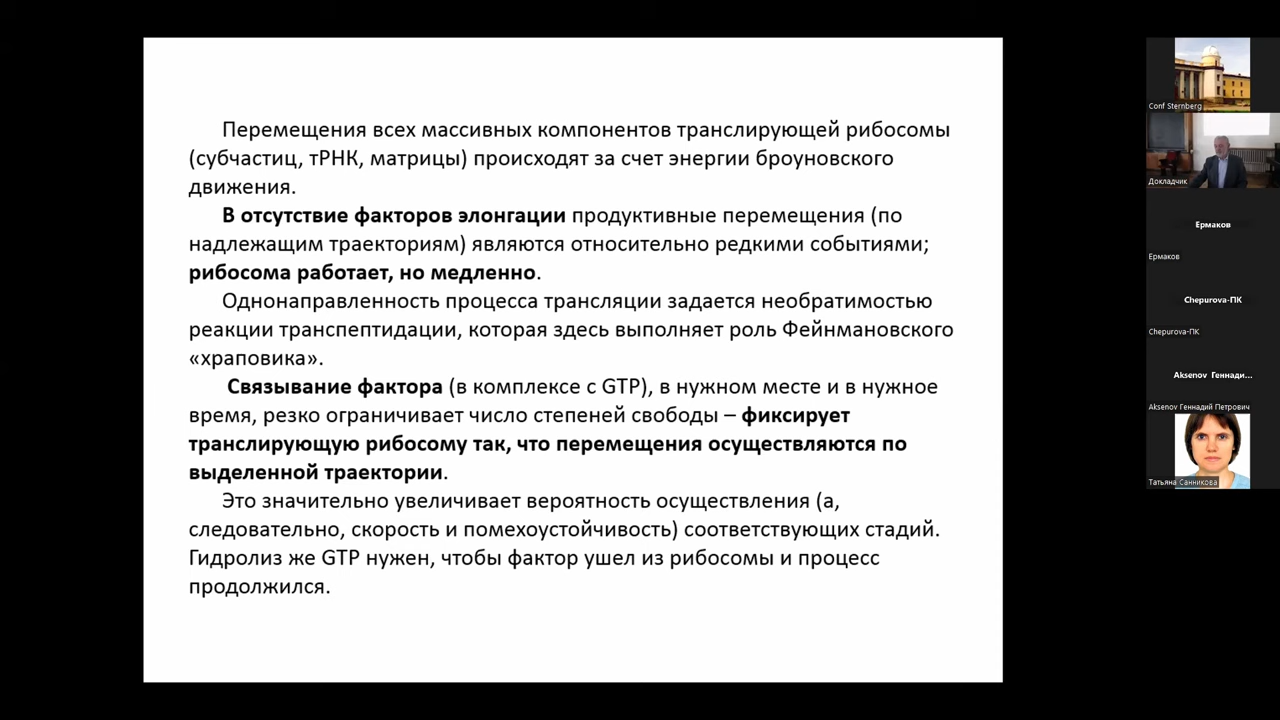 Перемещения всех массивных компонентов транслирующей рибосомы
(субчастиц, тРНК, матрицы) происходят за счет энергии броуновского
движения.
В отсутствие факторов элонгации продуктивные перемещения (по
надлежащим траекториям) являются относительно редкими событиями;
рибосома работает, но медленно.
Однонаправленность процесса трансляции задается необратимостью
реакции транспептидации, которая здесь выполняет роль Фейнмановского
«храповика».
Связывание фактора (в комплексе с GTP), в нужном месте и в нужное
время, резко ограничивает число степеней свободы – фиксирует
транслирующую рибосому так, что перемещения осуществляются по
выделенной траектории.
Это значительно увеличивает вероятность осуществления (а,
следовательно, скорость и помехоустойчивость) соответствующих стадий.
Гидролиз же GTP нужен, чтобы фактор ушел из рибосомы и процесс
продолжился.
Conf Sternberg
Докладчик
Ермаков
Ермаков
Chepurova-ПК
Chepurova-ПК
Aksenov Геннади...
Aksenov Геннадий Петрович
Татьяна Санникова